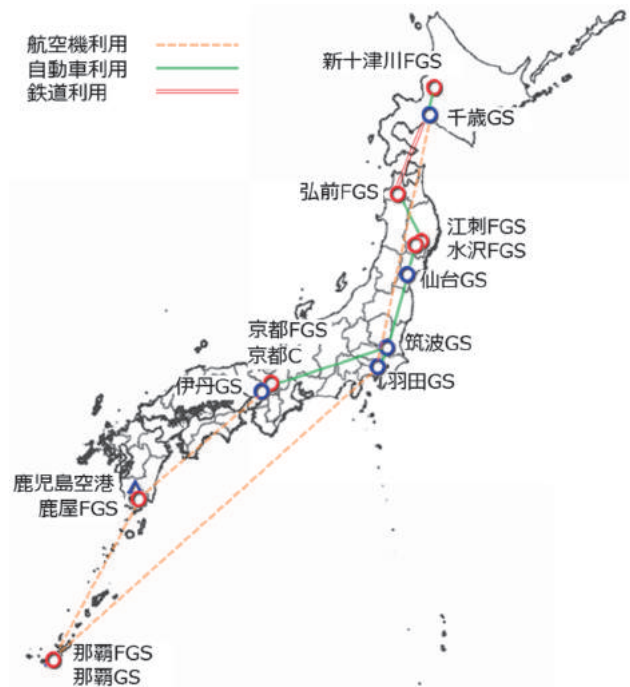 航空機利用
自動車利用
鉄道利用
新十津川FGS
千歳GS
弘前FGS
江刺FGS
水沢FGS
仙台GS
京都FGS
京都C
筑波GS
伊丹GS
羽田GS
鹿児島空港
鹿屋FGS
那覇FGS
那覇GS